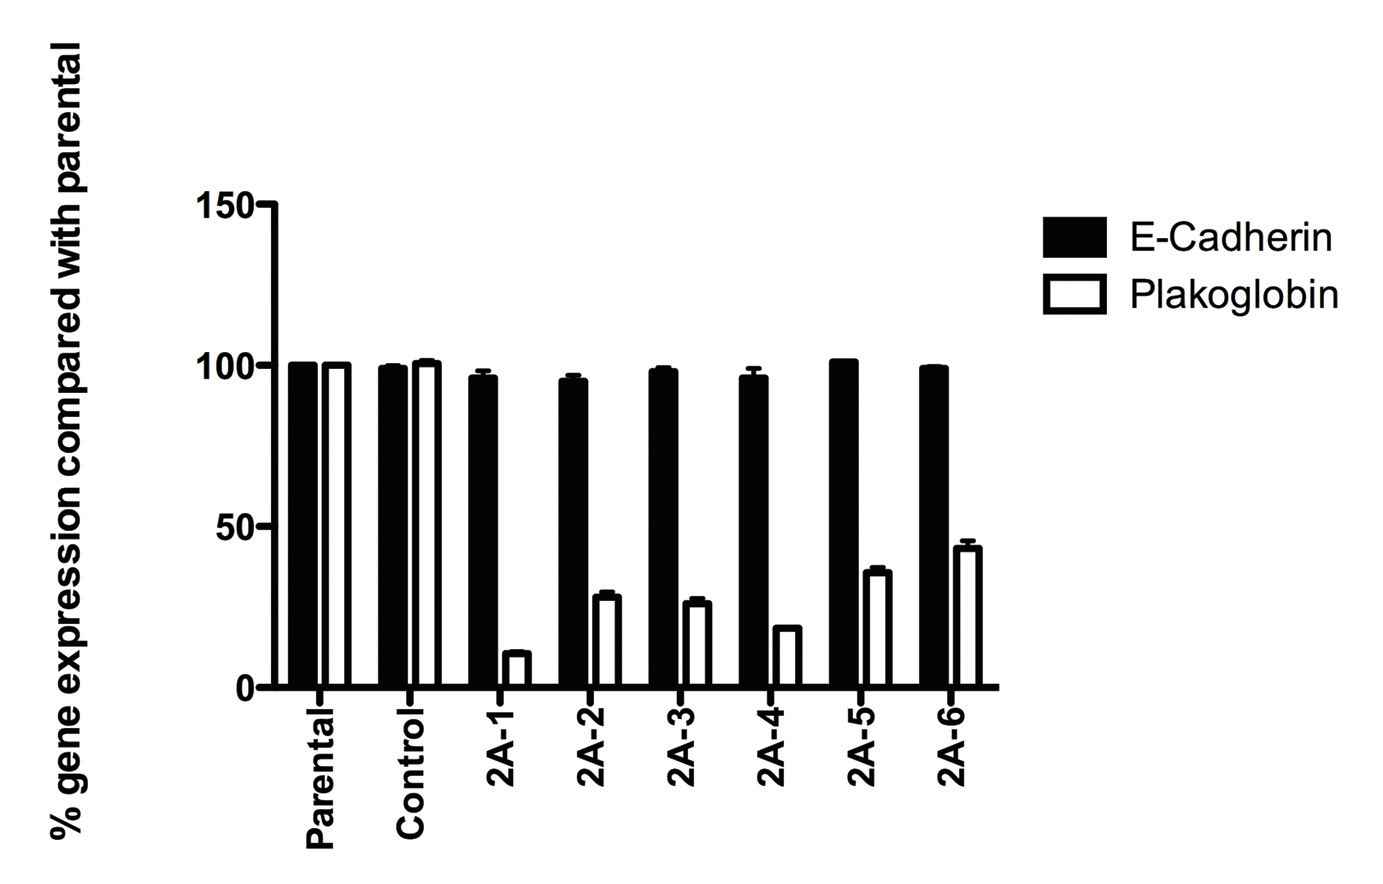 % gene expression compared with parental
150
100
50
0
Parental
Control
2A-1
2A-2
2A-3
2A-4
2A-5
2A-6
E-Cadherin
Plakoglobin